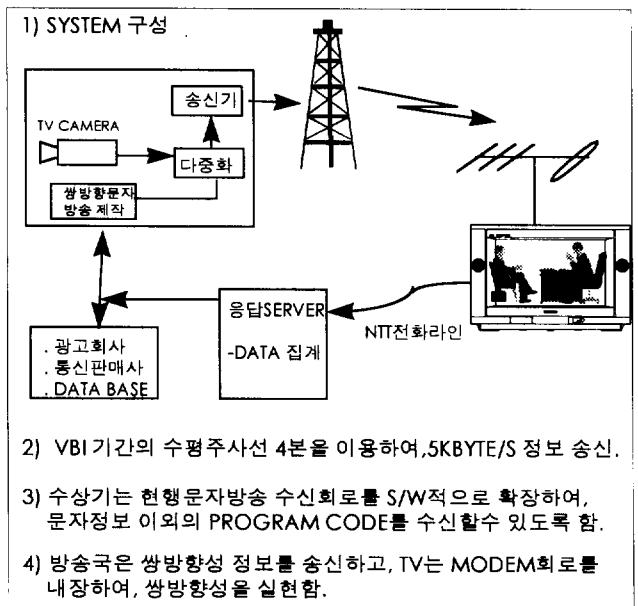 1) SYSTEM 구성
송신기
TV CAMERA
다중화
쌍방향문자
방송 제작
응답SERVER
-DATA 집계
NTT전화라인
. 광고회사
. 통신판매사
. DATA BASE
2) VBI 기간의 수평주사선 4본을 이용하여,5KBYTE/S 정보 송신.
3) 수상기는 현행문자방송 수신회로를 S/W적으로 확장하여,
문자정보 이외의 PROGRAM CODE를 수신할수 있도록 함.
4) 방송국은 쌍방향성 정보를 송신하고, TV는 MODEM회로를
내장하여, 쌍방향성을 실현함.